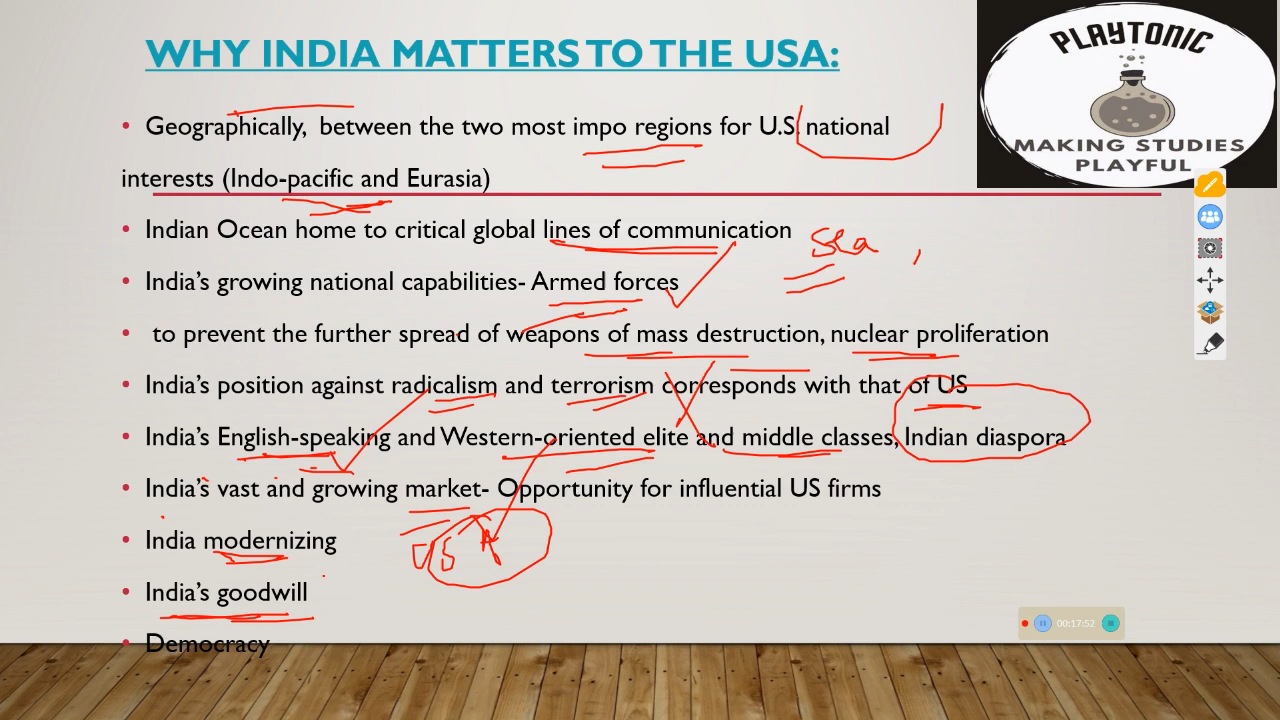 WHY INDIA MATTERS TO THE USA:
PLAYTONIC
MAKING STUDIES
PLAYFUL
• Geographically, between the two most impo regions for U.S. national
interests (Indo-pacific and Eurasia)
• Indian Ocean home to critical global lines of communication
Sea ,
• India's growing national capabilities- Armed forces
• to prevent the further spread of weapons of mass destruction, nuclear proliferation
• India's position against radicalism and terrorism corresponds with that of US
• India's English-speaking and Western-oriented elite and middle classes, Indian diaspora
• India's vast and growing market- Opportunity for influential US firms
• India modernizing
USA
• India's goodwill
• Democracy
00:17:52